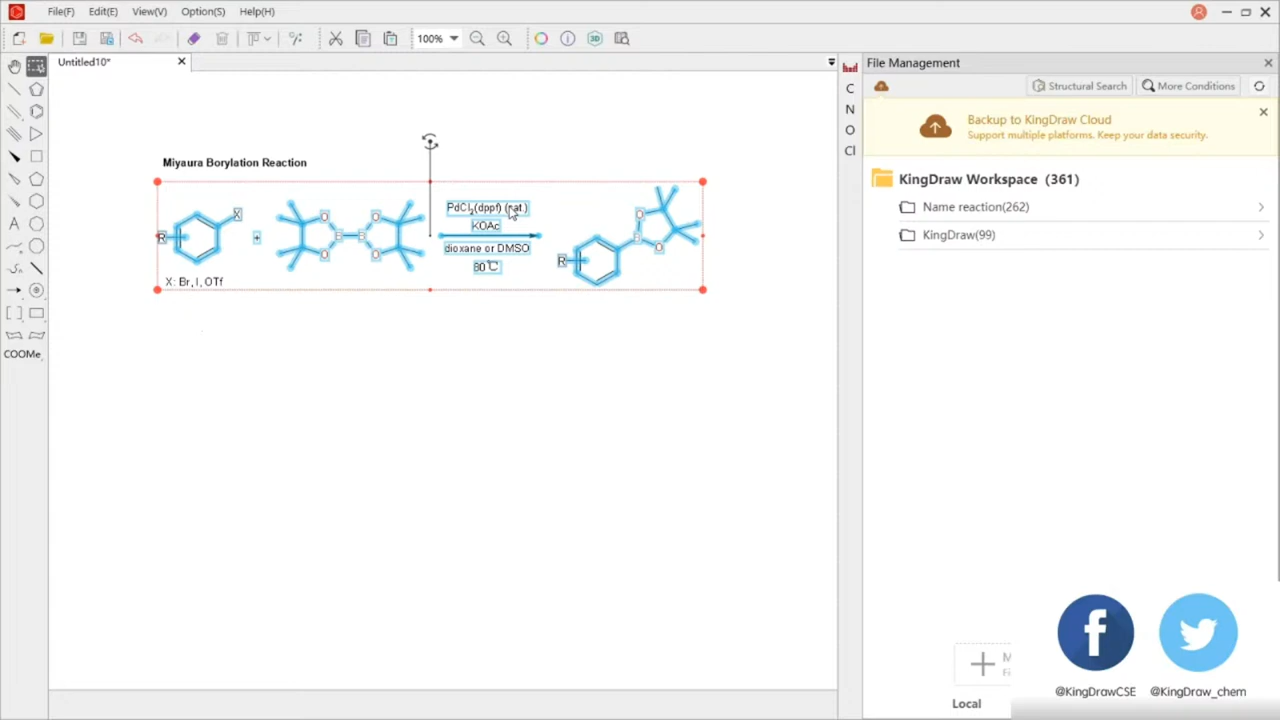 File(F) Edit(E) View(V) Option(S) Help(H)
100%
3D
Untitled10*
File Management
Structural Search More Conditions
Backup to KingDraw Cloud
Support multiple platforms. Keep your data security.
KingDraw Workspace (361)
Name reaction(262)
KingDraw(99)
C
N
O
Cl
A
COOMe
Miyaura Borylation Reaction
R X
+
O O B B O O
PdCl2(dppf) (cat.)
KOAc
dioxane or DMSO
80℃
R B O O
X: Br, I, OTf
Local
@KingDrawCSE @KingDraw_chem